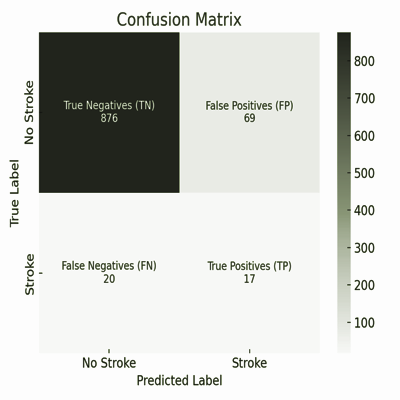 Confusion Matrix
No Stroke
True Negatives (TN)
876
False Positives (FP)
69
True Label
Stroke
False Negatives (FN)
20
True Positives (TP)
17
No Stroke
Stroke
Predicted Label
800
700
600
500
400
300
200
100